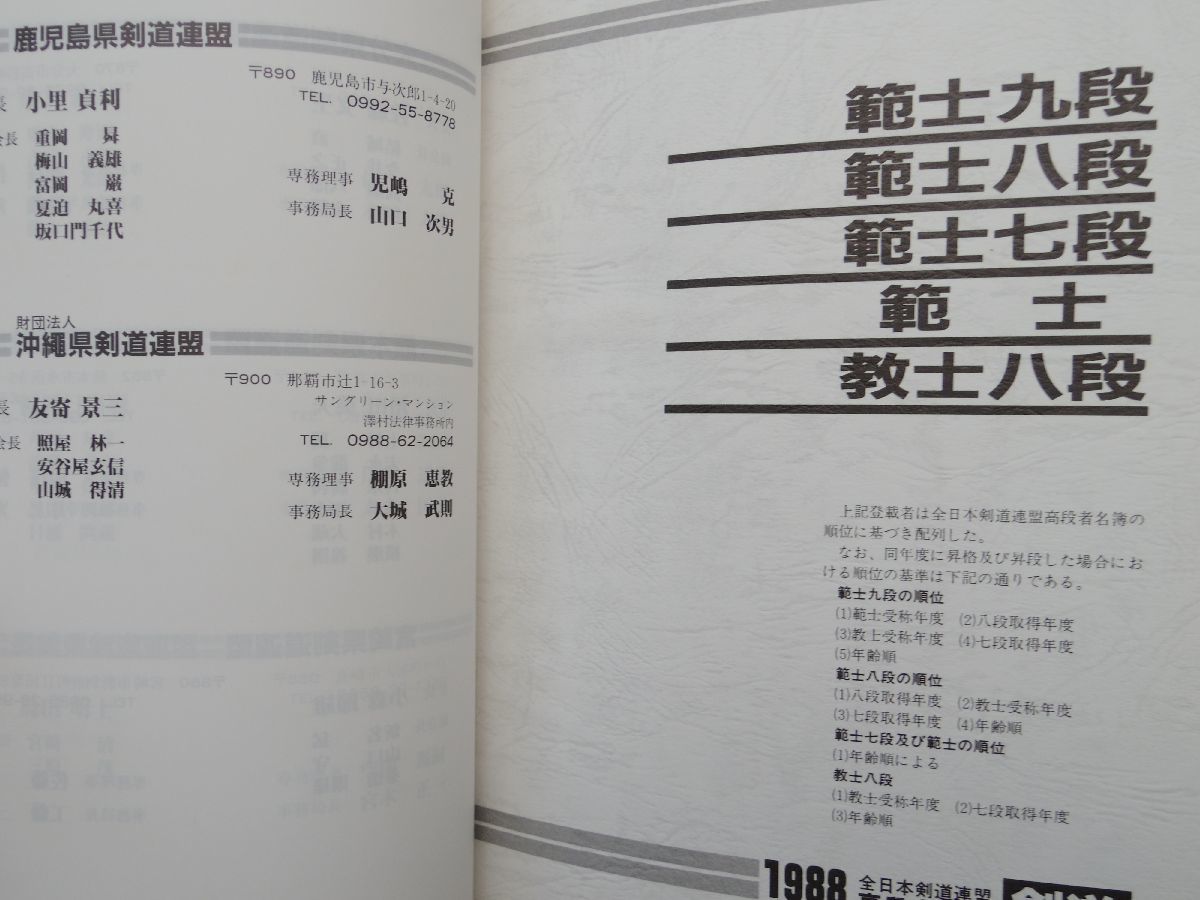 鹿児島県剣道連盟
〒890 鹿児島市与次郎1-4-20
TEL. 0992-55-8778
長 小里 貞利
会長 重岡 曻
梅山 義雄
富岡 巌
夏迫 丸喜
坂口門千代
専務理事 児嶋 克
事務局長 山口 次男
財団法人
沖縄県剣道連盟
〒900 那覇市辻1-16-3
サングリーン・マンション
澤村法律事務所内
TEL. 0988-62-2064
長 友寄 景三
会長 照屋 林一
安谷屋玄信
山城 得清
専務理事 棚原 恵教
事務局長 大城 武則
範士九段
範士八段
範士七段
範 士
教士八段
上記登載者は全日本剣道連盟高段者名簿の
順位に基づき配列した。
なお、同年度に昇格及び昇段した場合にお
ける順位の基準は下記の通りである。
範士九段の順位
(1)範士受称年度 (2)八段取得年度
(3)教士受称年度 (4)七段取得年度
(5)年齢順
範士八段の順位
(1)八段取得年度 (2)教士受称年度
(3)七段取得年度 (4)年齢順
範士七段及び範士の順位
(1)年齢順による
教士八段
(1)教士受称年度 (2)七段取得年度
(3)年齢順
1988 全日本剣道連盟
剣道